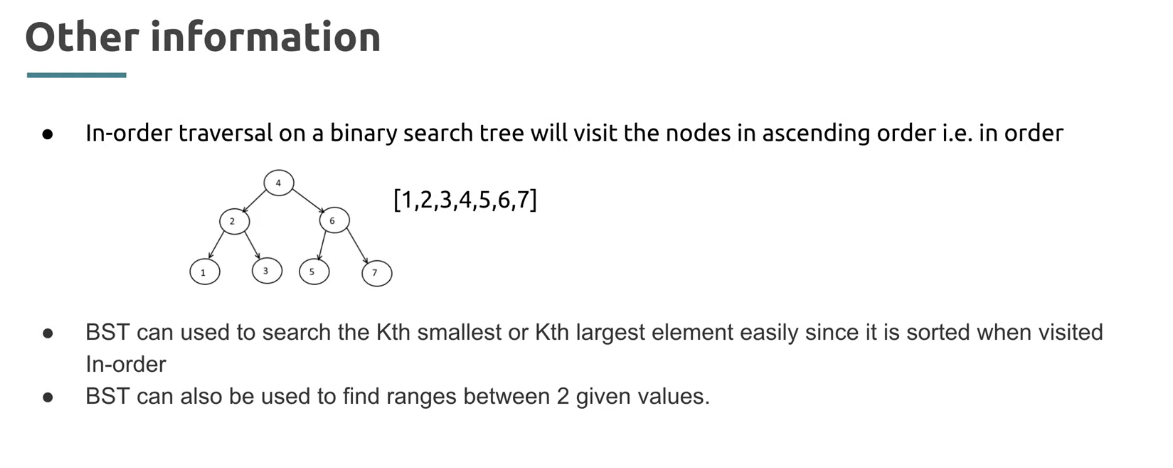 Other information
● In-order traversal on a binary search tree will visit the nodes in ascending order i.e. in order
4
[1,2,3,4,5,6,7]
2 6
1 3 5 7
● BST can used to search the Kth smallest or Kth largest element easily since it is sorted when visited
In-order
● BST can also be used to find ranges between 2 given values.